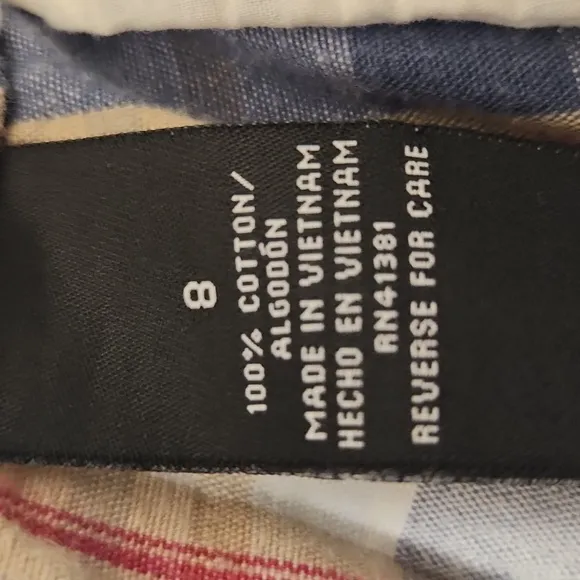 8
100% COTTON/
ALGODÓN
MADE IN VIETNAM
HECHO EN VIETNAM
RN41381
REVERSE FOR CARE